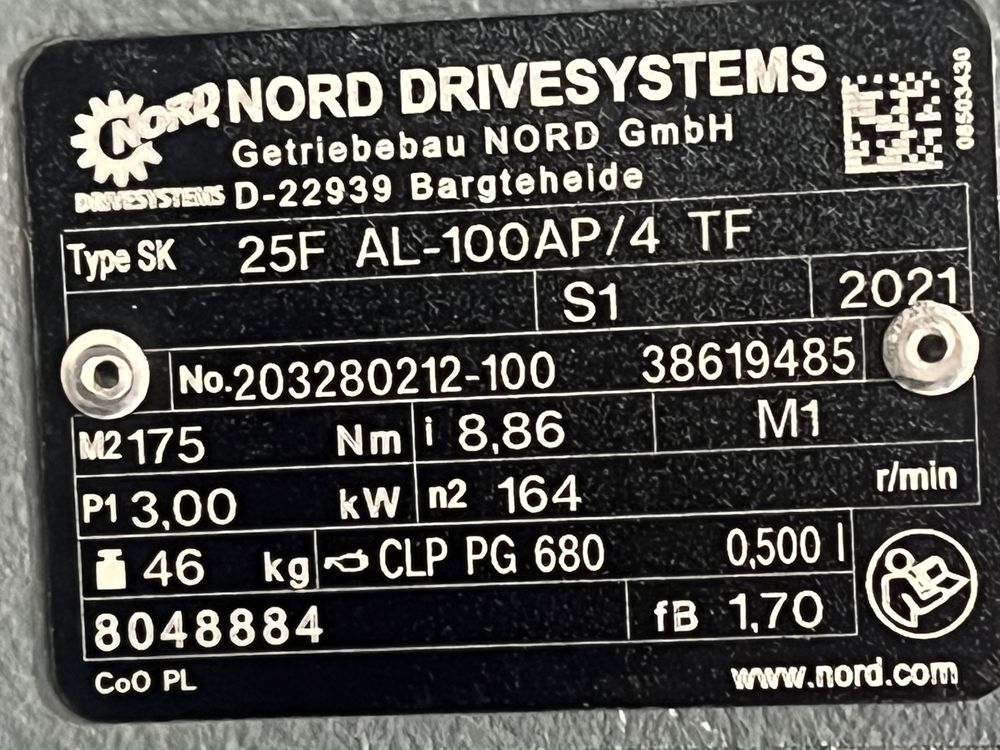 NORD DRIVESYSTEMS
NORD
DRIVESYSTEMS
Getriebebau NORD GmbH
D-22939 Bargteheide
08503430
Type SK 25F AL-100AP/4 TF
S1 2021
No.203280212-100 38619485
M2 175 Nm i 8,86 M1
P1 3,00 kW n2 164 r/min
46 kg CLP PG 680 0,500 l
8048884 fB 1,70
CoO PL www.nord.com